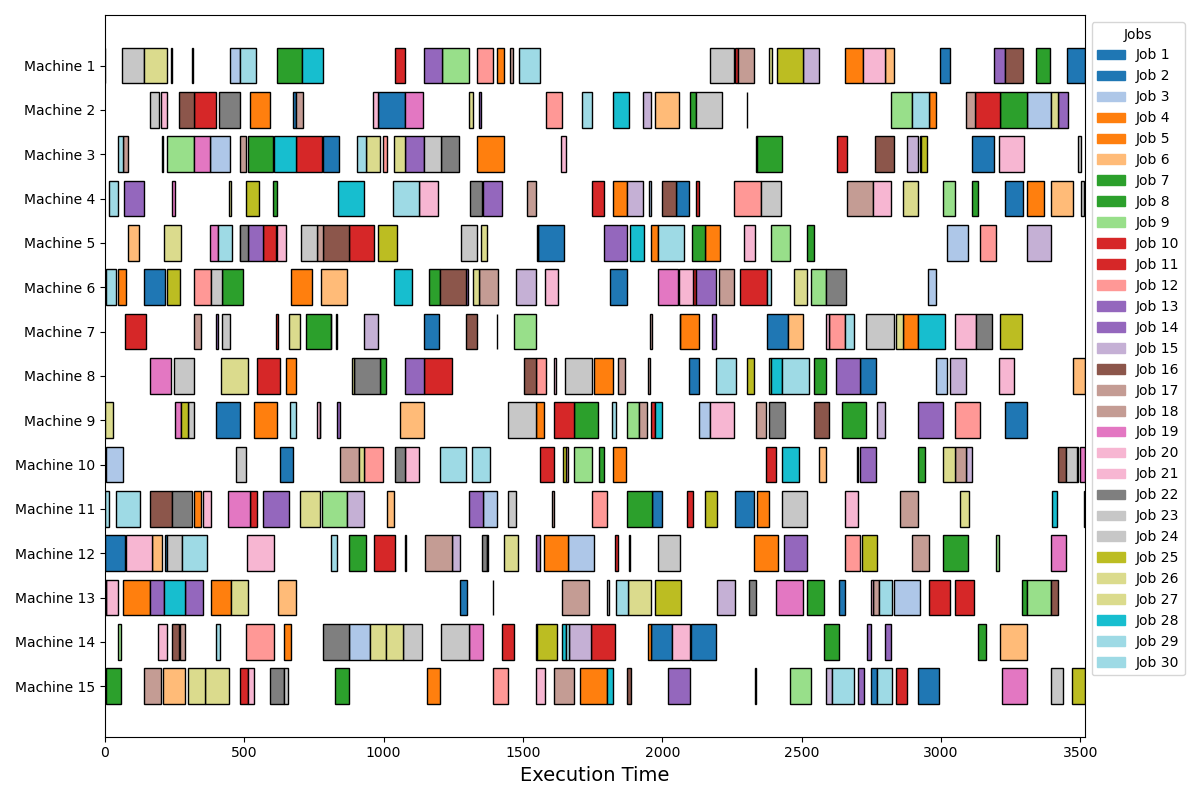 Machine 1
Machine 2
Machine 3
Machine 4
Machine 5
Machine 6
Machine 7
Machine 8
Machine 9
Machine 10
Machine 11
Machine 12
Machine 13
Machine 14
Machine 15
0 500 1000 1500 2000 2500 3000 3500
Execution Time
Jobs
Job 1
Job 2
Job 3
Job 4
Job 5
Job 6
Job 7
Job 8
Job 9
Job 10
Job 11
Job 12
Job 13
Job 14
Job 15
Job 16
Job 17
Job 18
Job 19
Job 20
Job 21
Job 22
Job 23
Job 24
Job 25
Job 26
Job 27
Job 28
Job 29
Job 30